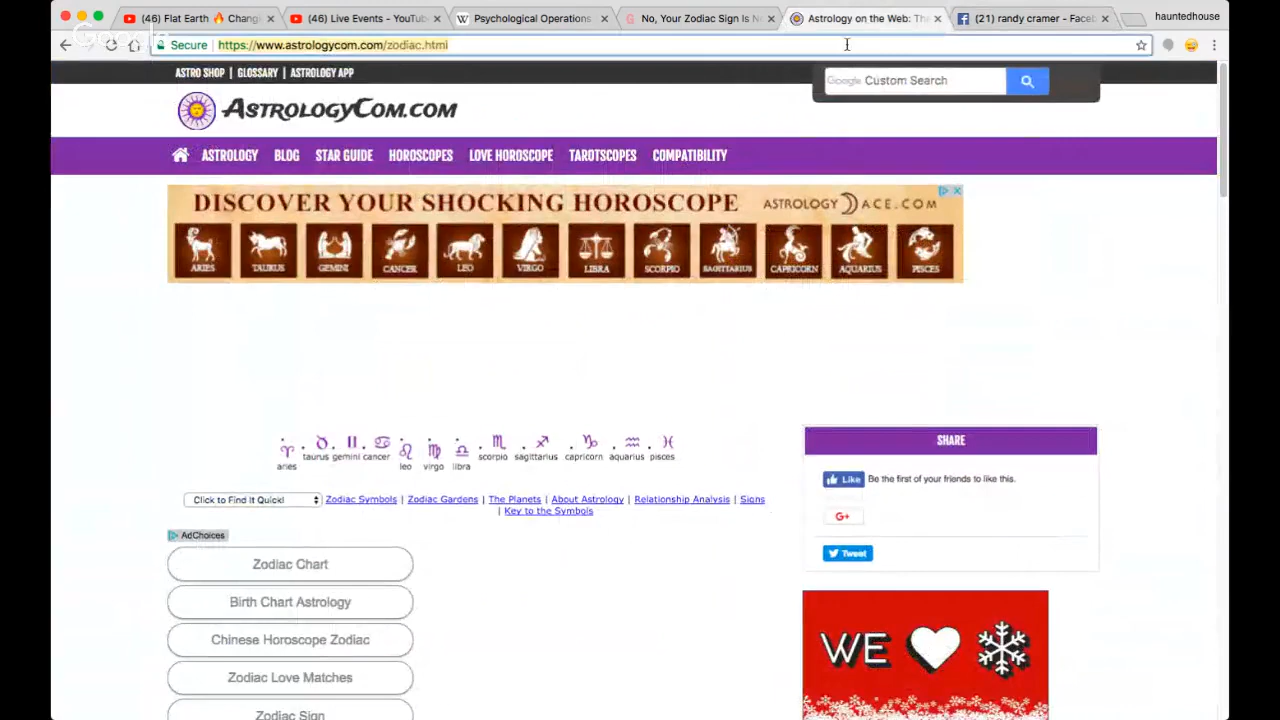 (46) Flat Earth 🔥 Chang
(46) Live Events - YouTub
Psychological Operations
No, Your Zodiac Sign Is N
Astrology on the Web: Th
(21) randy cramer - Face
hauntedhouse
Google
Secure | https://www.astrologycom.com/zodiac.html
ASTRO SHOP | GLOSSARY | ASTROLOGY APP
Google Custom Search
ASTROLOGYCOM.COM
ASTROLOGY BLOG STAR GUIDE HOROSCOPES LOVE HOROSCOPE TAROTSCOPES COMPATIBILITY
DISCOVER YOUR SHOCKING HOROSCOPE ASTROLOGY ACE.COM
ARIES TAURUS GEMINI CANCER LEO VIRGO LIBRA SCORPIO SAGITTARIUS CAPRICORN AQUARIUS PISCES
aries taurus gemini cancer leo virgo libra scorpio sagittarius capricorn aquarius pisces
SHARE
Like Be the first of your friends to like this.
G+
Tweet
Click to Find It Quick! Zodiac Symbols | Zodiac Gardens | The Planets | About Astrology | Relationship Analysis | Signs
| Key to the Symbols
AdChoices
Zodiac Chart
Birth Chart Astrology
Chinese Horoscope Zodiac
Zodiac Love Matches
Zodiac Sign
WE